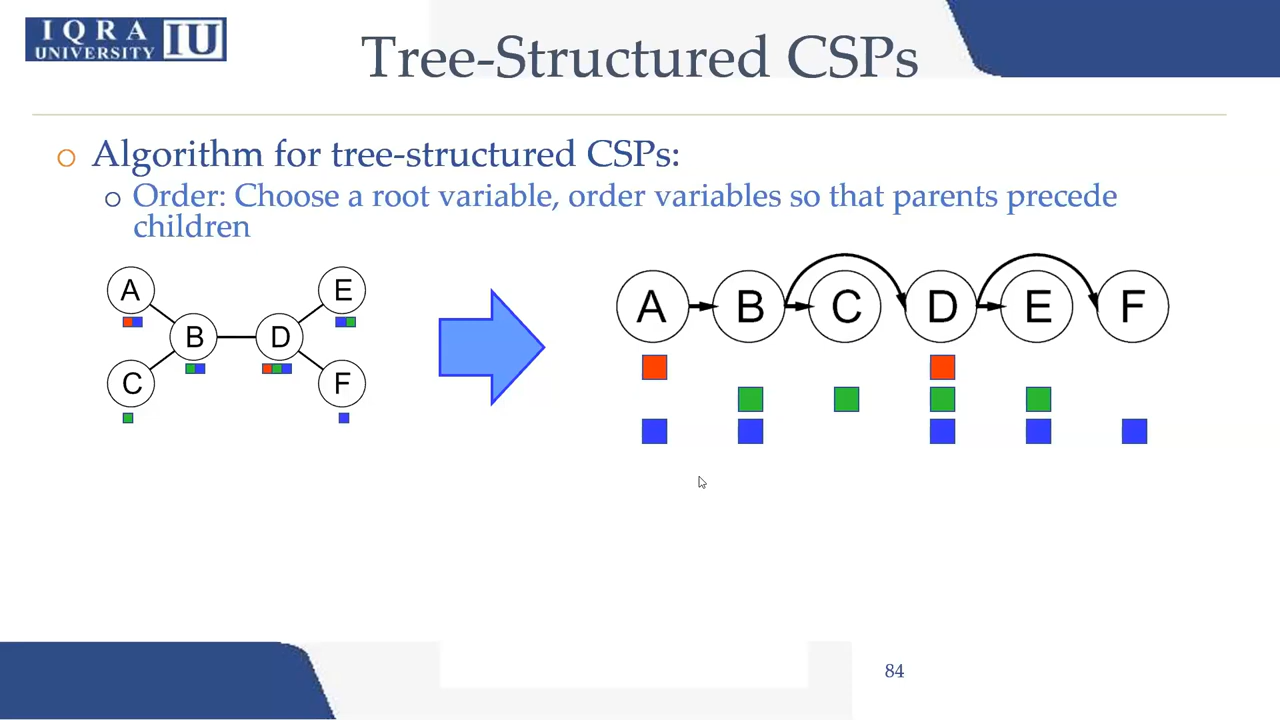 IQRA
UNIVERSITY IU
Tree-Structured CSPs
Algorithm for tree-structured CSPs:
Order: Choose a root variable, order variables so that parents precede
children
A E
B D
C F
A B C D E F
84